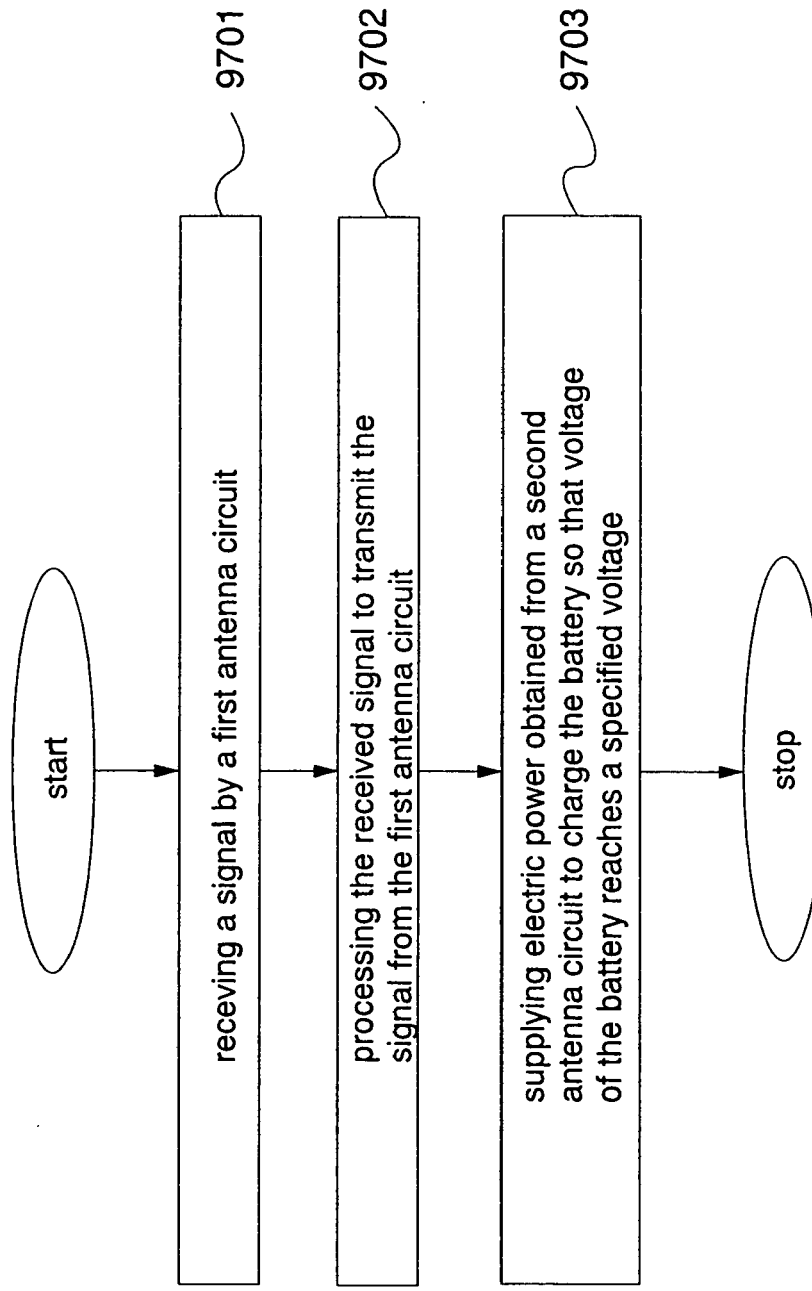 start
receving a signal by a first antenna circuit
9701
processing the received signal to transmit the
signal from the first antenna circuit
9702
supplying electric power obtained from a second
antenna circuit to charge the battery so that voltage
of the battery reaches a specified voltage
9703
stop